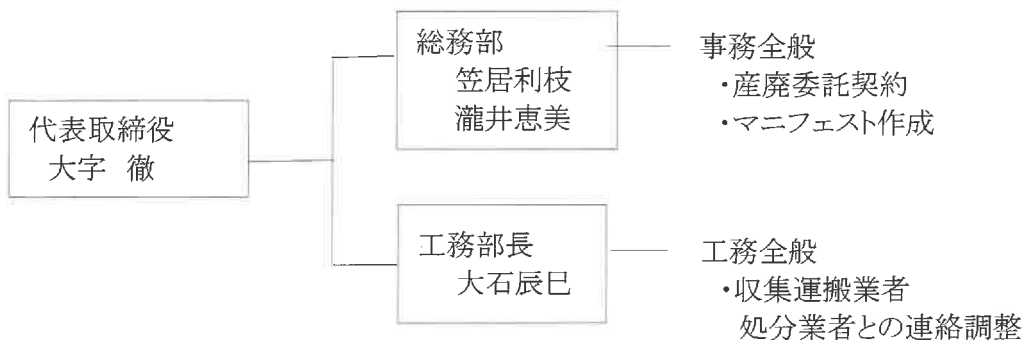 代表取締役
大字　徹
総務部
笠居利枝
瀧井恵美
事務全般
・産廃委託契約
・マニフェスト作成
工務部長
大石辰巳
工務全般
・収集運搬業者
処分業者との連絡調整